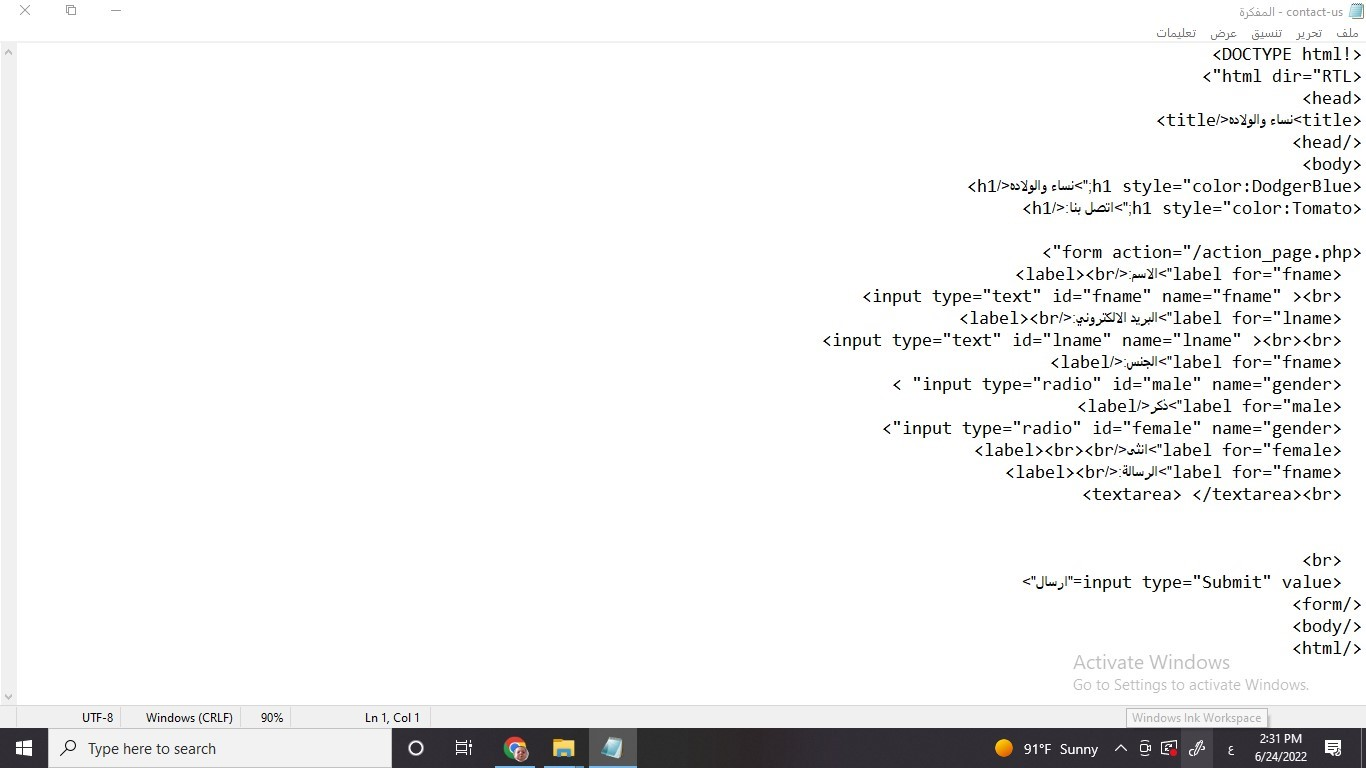 contact-us - المفكرة
ملف تحرير تنسيق عرض تعليمات
<!DOCTYPE html>
<html dir="RTL">
<head>
<title>نساء والولاده</title>
</head>
<body>
<h1 style="color:DodgerBlue;">نساء والولاده</h1>
<h1 style="color:Tomato;">اتصل بنا:</h1>
<form action="/action_page.php">
<label for="fname">الاسم:</label><br>
<input type="text" id="fname" name="fname" ><br>
<label for="lname">البريد الالكتروني:</label><br>
<input type="text" id="lname" name="lname" ><br><br>
<label for="fname">الجنس:</label>
<input type="radio" id="male" name="gender" >
<label for="male">ذكر</label>
<input type="radio" id="female" name="gender">
<label for="female">انثى</label><br><br>
<label for="fname">الرسالة:</label><br>
<textarea> </textarea><br>
<br>
<input type="Submit" value="ارسال">
</form>
</body>
</html>
Activate Windows
Go to Settings to activate Windows.
UTF-8 Windows (CRLF) 90% Ln 1, Col 1
Windows Ink Workspace
Type here to search
91°F Sunny
ع
2:31 PM
6/24/2022